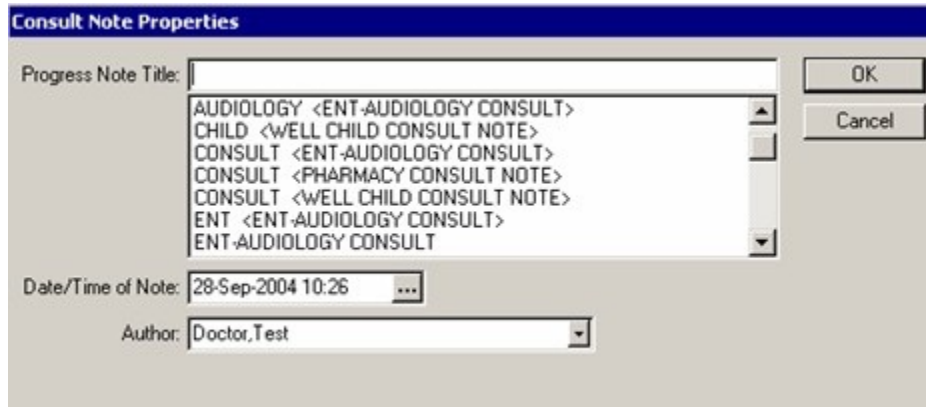 Consult Note Properties
Progress Note Title:
OK
AUDIOLOGY <ENT-AUDIOLOGY CONSULT>
Cancel
CHILD <WELL CHILD CONSULT NOTE>
CONSULT <ENT-AUDIOLOGY CONSULT>
CONSULT <PHARMACY CONSULT NOTE>
CONSULT <WELL CHILD CONSULT NOTE>
ENT <ENT-AUDIOLOGY CONSULT>
ENT-AUDIOLOGY CONSULT
Date/Time of Note: 28-Sep-2004 10:26 ...
Author: Doctor,Test